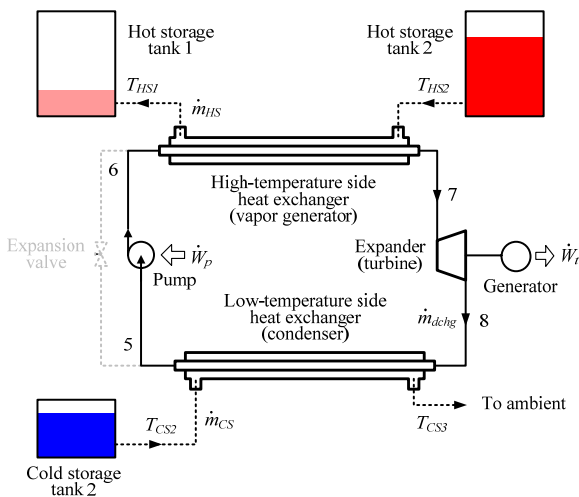 Hot storage
tank 1
Hot storage
tank 2
T_HS1
ṁ_HS
T_HS2
6
High-temperature side
heat exchanger
(vapor generator)
7
Expansion
valve
Ẇ_p
Pump
Expander
(turbine)
Ẇ_t
Generator
Low-temperature side
heat exchanger
(condenser)
ṁ_dchg
8
5
T_CS2
ṁ_CS
T_CS3
To ambient
Cold storage
tank 2